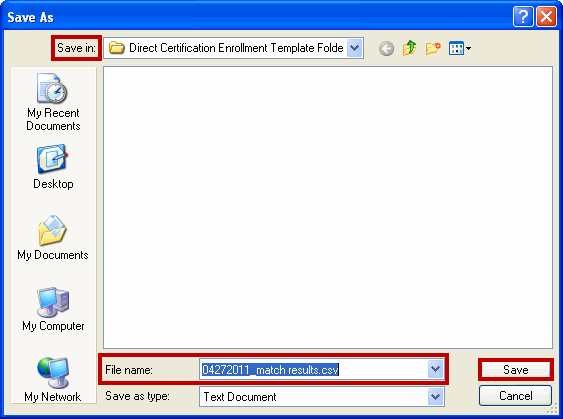 Save As
Save in:
Direct Certification Enrollment Template Folde
My Recent
Documents
Desktop
My Documents
My Computer
My Network
File name:
04272011_match results.csv
Save
Save as type:
Text Document
Cancel